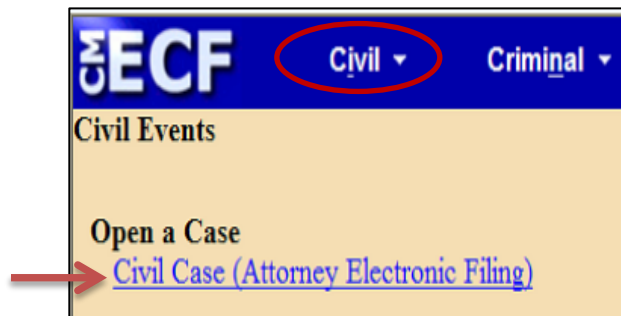 CM ECF Civil Criminal
Civil Events
Open a Case
Civil Case (Attorney Electronic Filing)